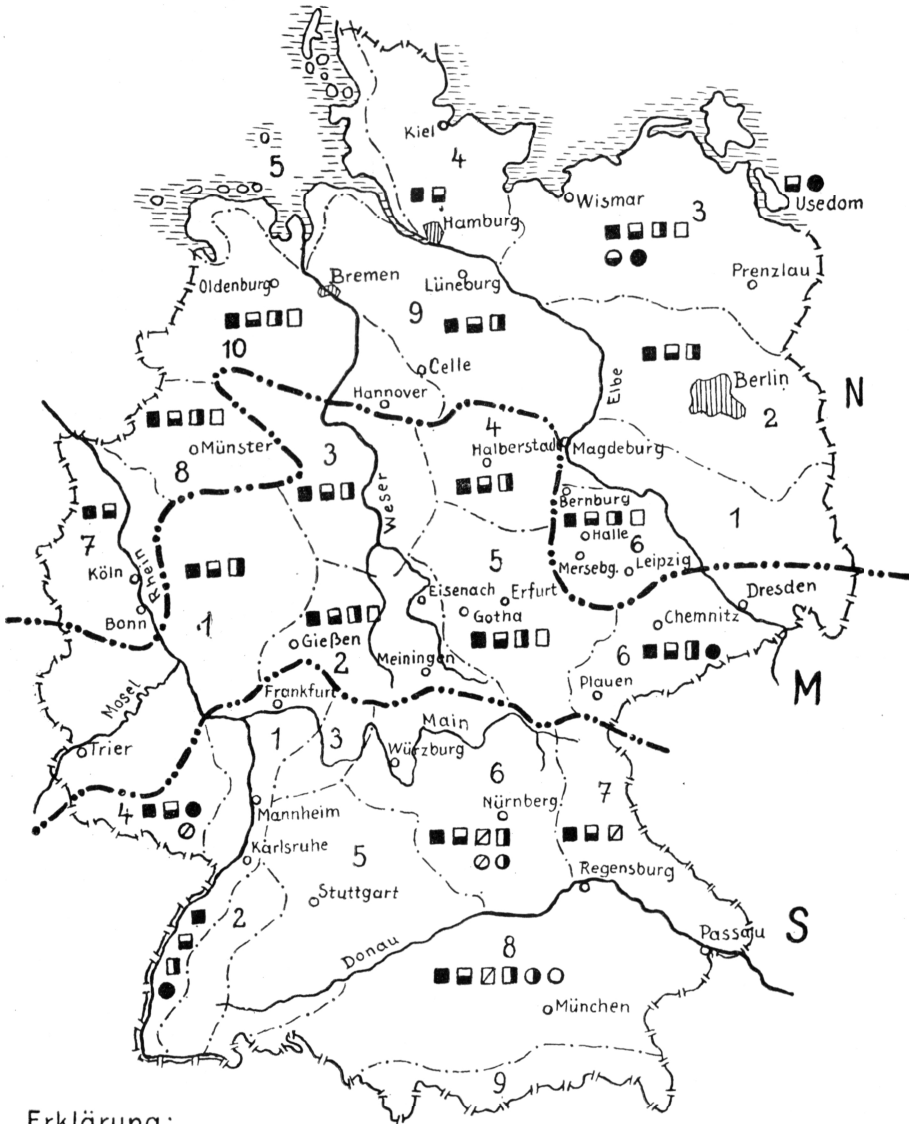 Kiel
4
5
Wismar
Usedom
3
Hamburg
Prenzlau
Oldenburg
Bremen
Lüneburg
9
10
Celle
Elbe
Berlin
2
N
Hannover
4
Halberstad
Magdeburg
Münster
8
3
Weser
Bernburg
Halle
1
7
Merseb͟g.
6
Leipzig
Köln
Rhein
5
Eisenach
Erfurt
Gotha
Dresden
Bonn
1
Chemnitz
Gießen
2
Meiningen
6
M
Plauen
Mosel
Frankfurt
Main
1
3
Würzburg
Trier
6
7
4
Mannheim
Nürnberg
Karlsruhe
5
Stuttgart
Regensburg
2
Donau
Passau
S
8
München
9
Erklärung: